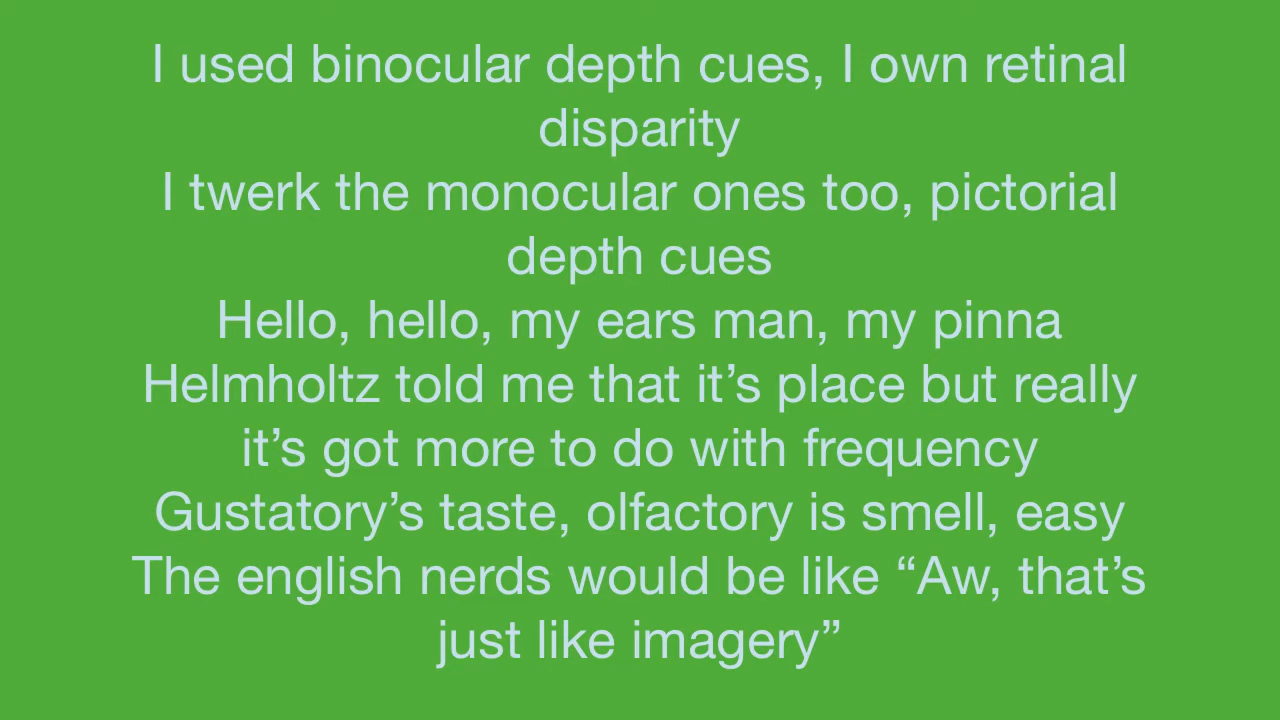 I used binocular depth cues, I own retinal
disparity
I twerk the monocular ones too, pictorial
depth cues
Hello, hello, my ears man, my pinna
Helmholtz told me that it’s place but really
it’s got more to do with frequency
Gustatory’s taste, olfactory is smell, easy
The english nerds would be like “Aw, that’s
just like imagery”